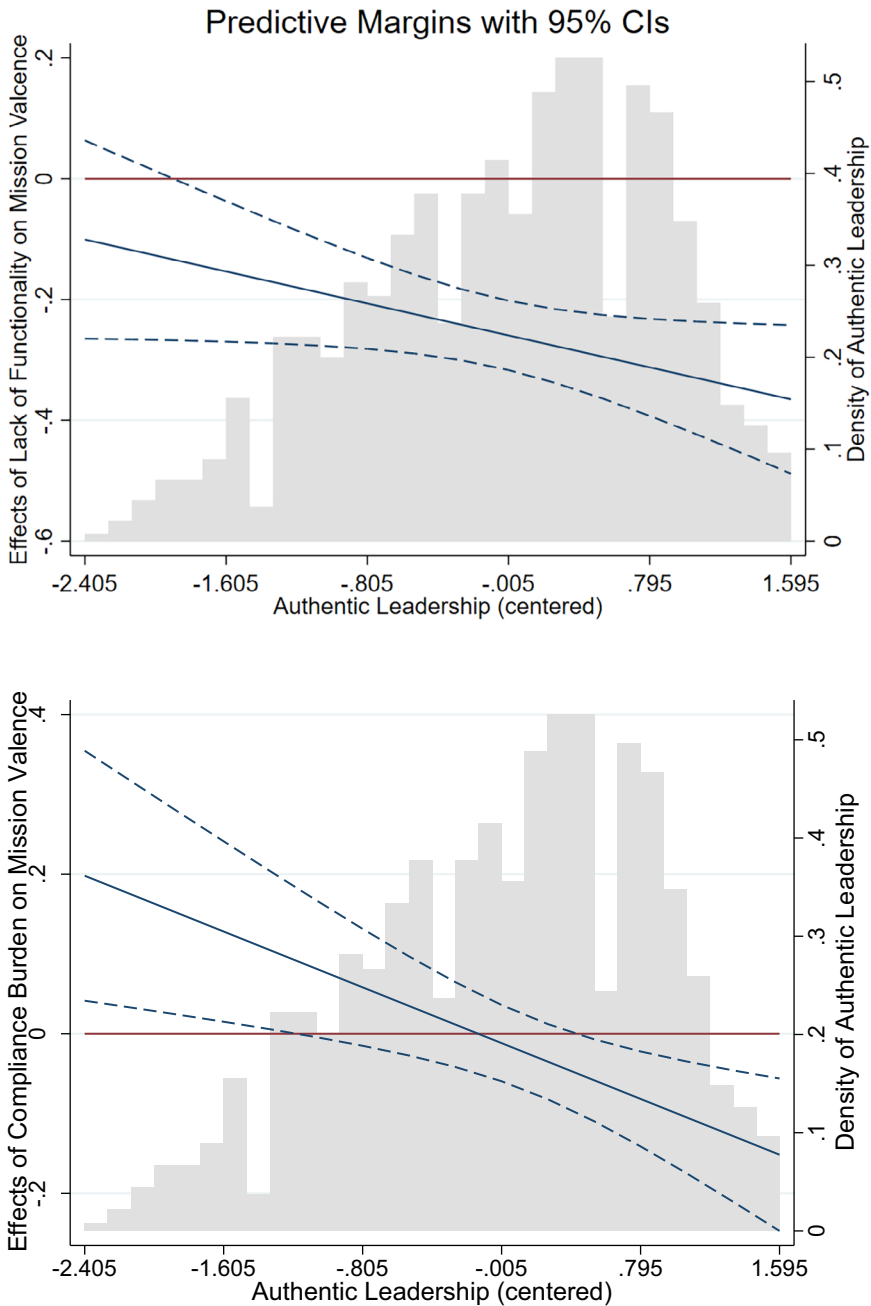 Predictive Margins with 95% CIs
Effects of Lack of Functionality on Mission Valcence
.2
0
-.2
-.4
-.6
.5
.4
.3
.2
.1
0
Density of Authentic Leadership
-2.405 -1.605 -.805 -.005 .795 1.595
Authentic Leadership (centered)
Effects of Compliance Burden on Mission Valence
.4
.2
0
-.2
.5
.4
.3
.2
.1
0
Density of Authentic Leadership
-2.405 -1.605 -.805 -.005 .795 1.595
Authentic Leadership (centered)